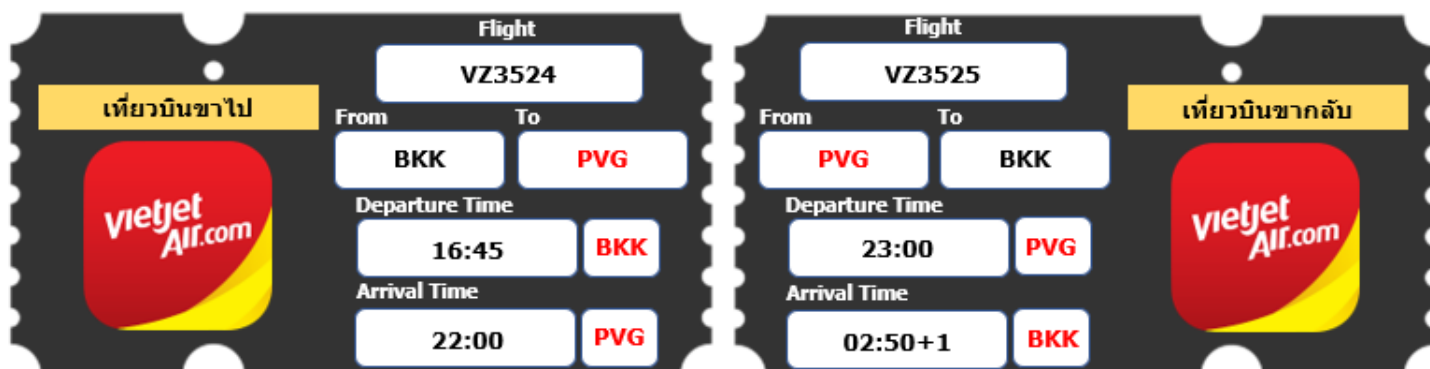 Flight
VZ3524
เที่ยวบินขาไป
From To
BKK PVG
vietjet
Air.com
Departure Time
16:45 BKK
Arrival Time
22:00 PVG
Flight
VZ3525
เที่ยวบินขากลับ
From To
PVG BKK
vietjet
Air.com
Departure Time
23:00 PVG
Arrival Time
02:50+1 BKK